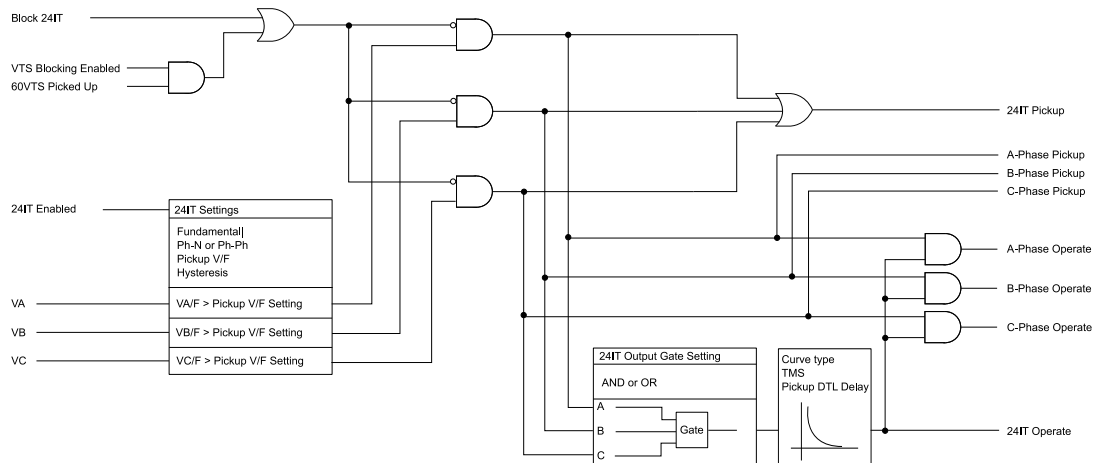 Block 24IT
VTS Blocking Enabled
60VTS Picked Up
24IT Pickup
A-Phase Pickup
B-Phase Pickup
C-Phase Pickup
24IT Enabled
24IT Settings
Fundamental|
Ph-N or Ph-Ph
Pickup V/F
Hysteresis
VA
VA/F > Pickup V/F Setting
VB
VB/F > Pickup V/F Setting
VC
VC/F > Pickup V/F Setting
A-Phase Operate
B-Phase Operate
C-Phase Operate
24IT Output Gate Setting
AND or OR
A
B
C
Gate
Curve type
TMS
Pickup DTL Delay
24IT Operate